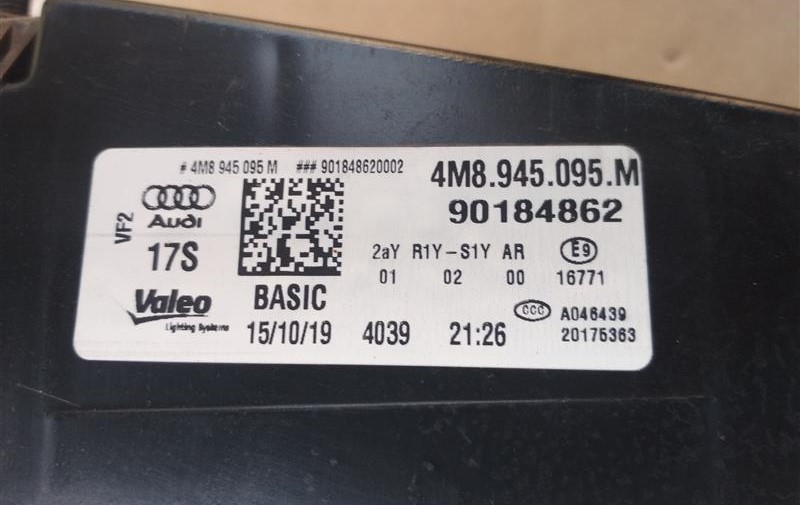 # 4M8 945 095 M ### 901848620002
4M8.945.095.M
90184862
VF2
Audi
17S
2aY R1Y-S1Y AR E9
01 02 00 16771
BASIC
Valeo
Lighting Systems
CCC A046439
20175363
15/10/19 4039 21:26